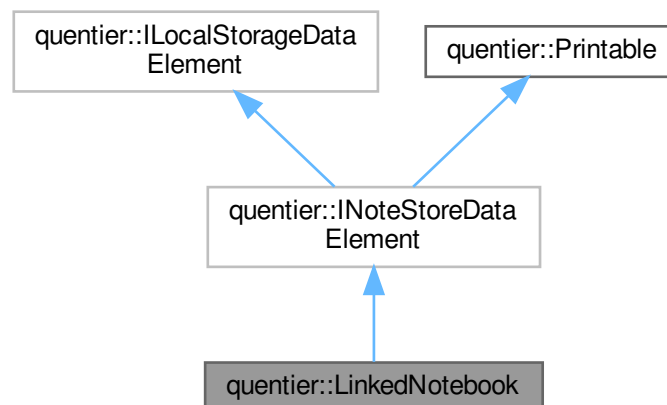 quentier::ILocalStorageData
Element
quentier::Printable
quentier::INoteStoreData
Element
quentier::LinkedNotebook